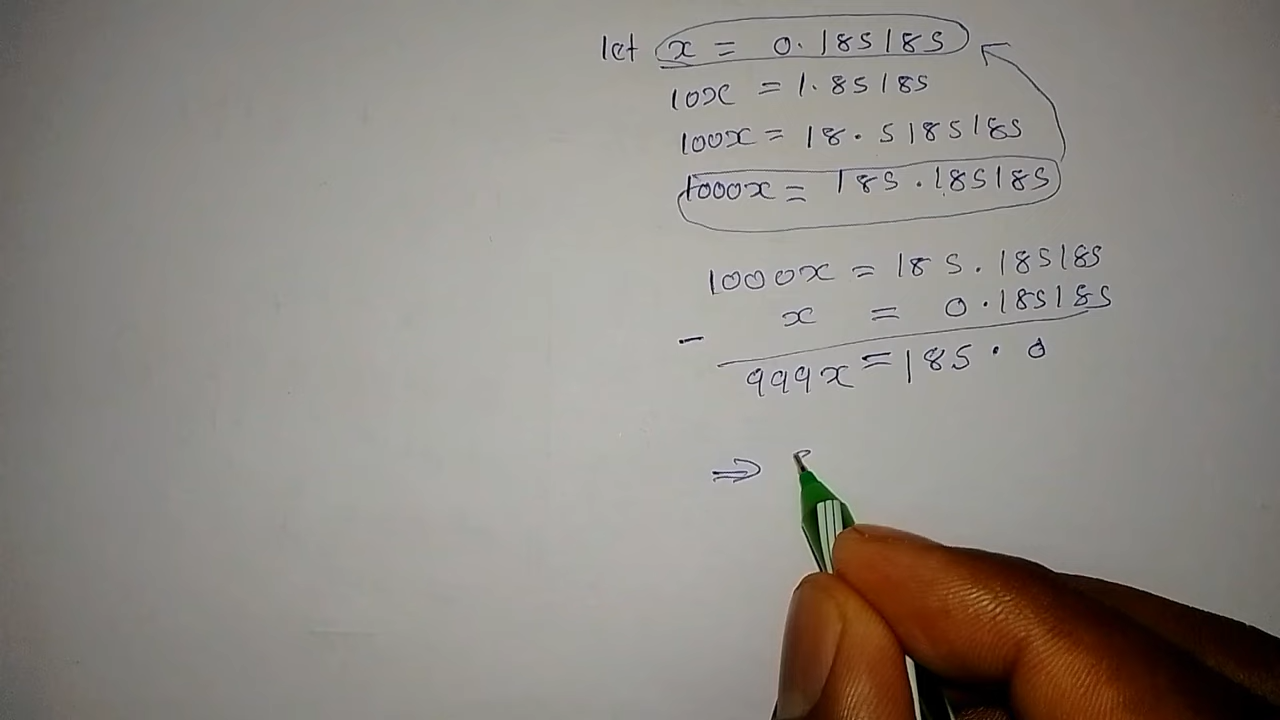 let x = 0.185185
10x = 1.85185
100x = 18.5185185
1000x = 185.185185
1000x = 185.185185
x = 0.185185
-
999x = 185.0
⇒